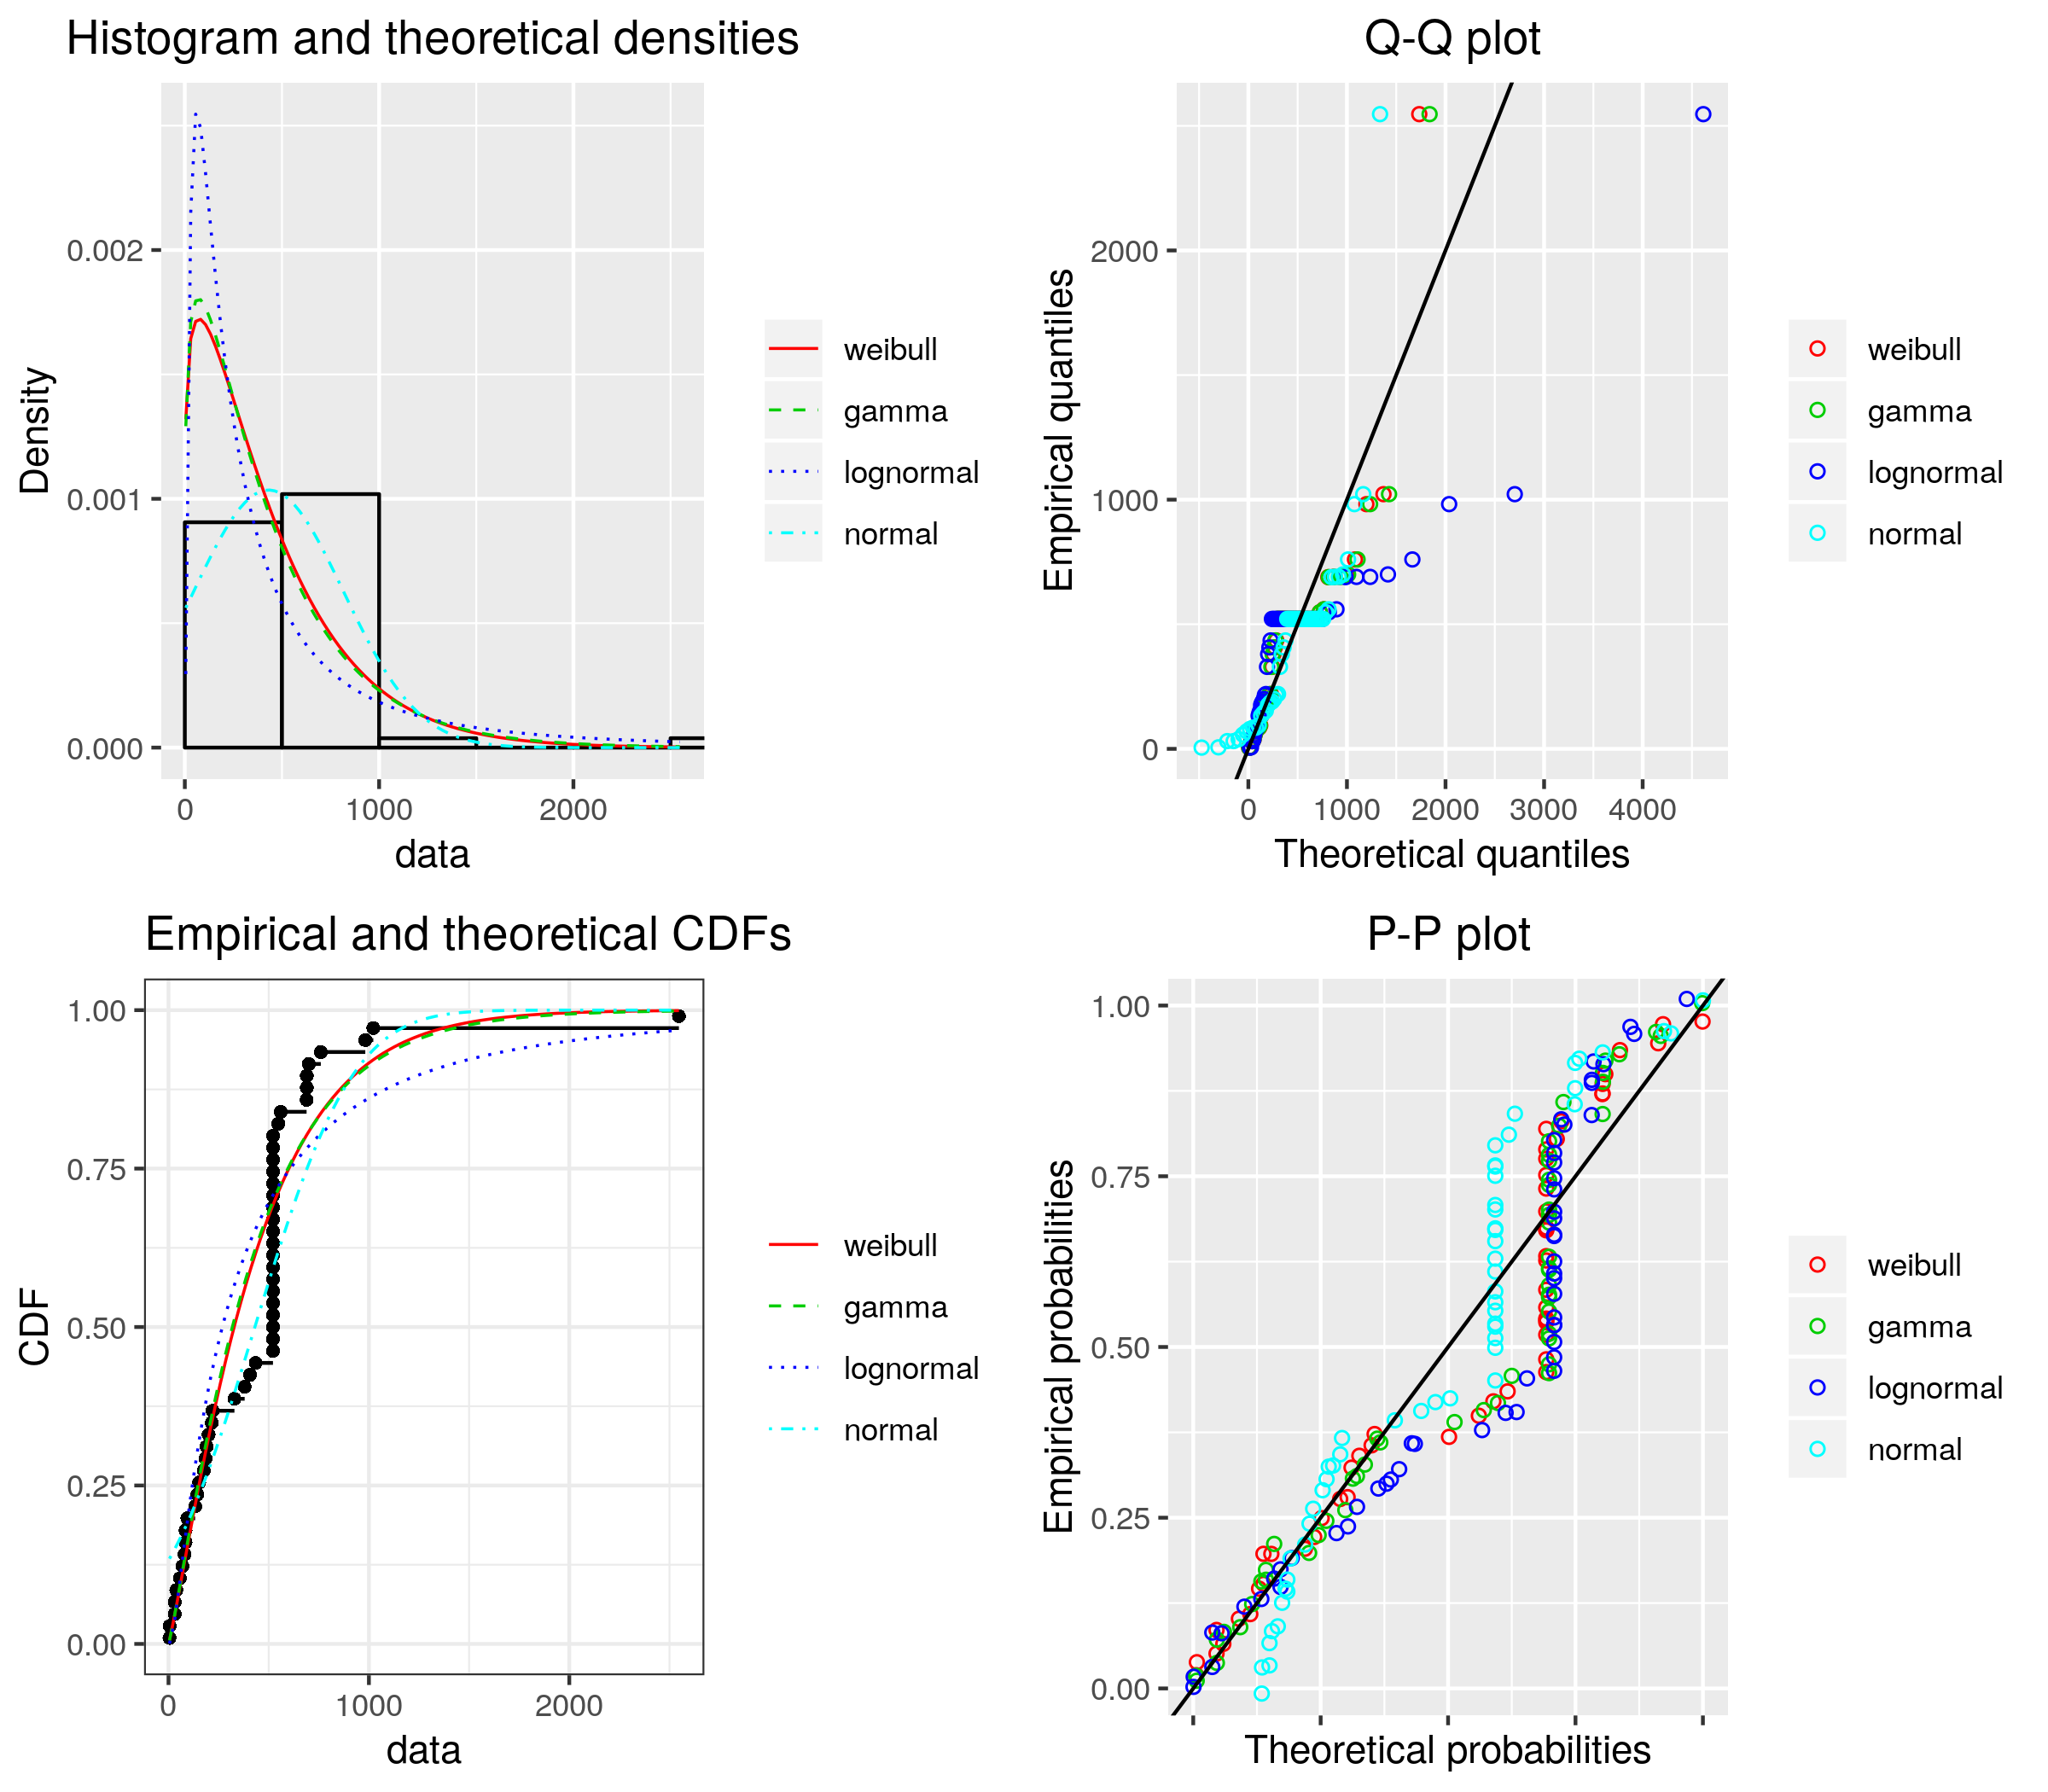 Histogram and theoretical densities
Density
0.002
0.001
0.000
0
1000
2000
data
weibull
gamma
lognormal
normal
Q-Q plot
Empirical quantiles
2000
1000
0
0
1000
2000
3000
4000
Theoretical quantiles
weibull
gamma
lognormal
normal
Empirical and theoretical CDFs
CDF
1.00
0.75
0.50
0.25
0.00
0
1000
2000
data
weibull
gamma
lognormal
normal
P-P plot
Empirical probabilities
1.00
0.75
0.50
0.25
0.00
Theoretical probabilities
weibull
gamma
lognormal
normal